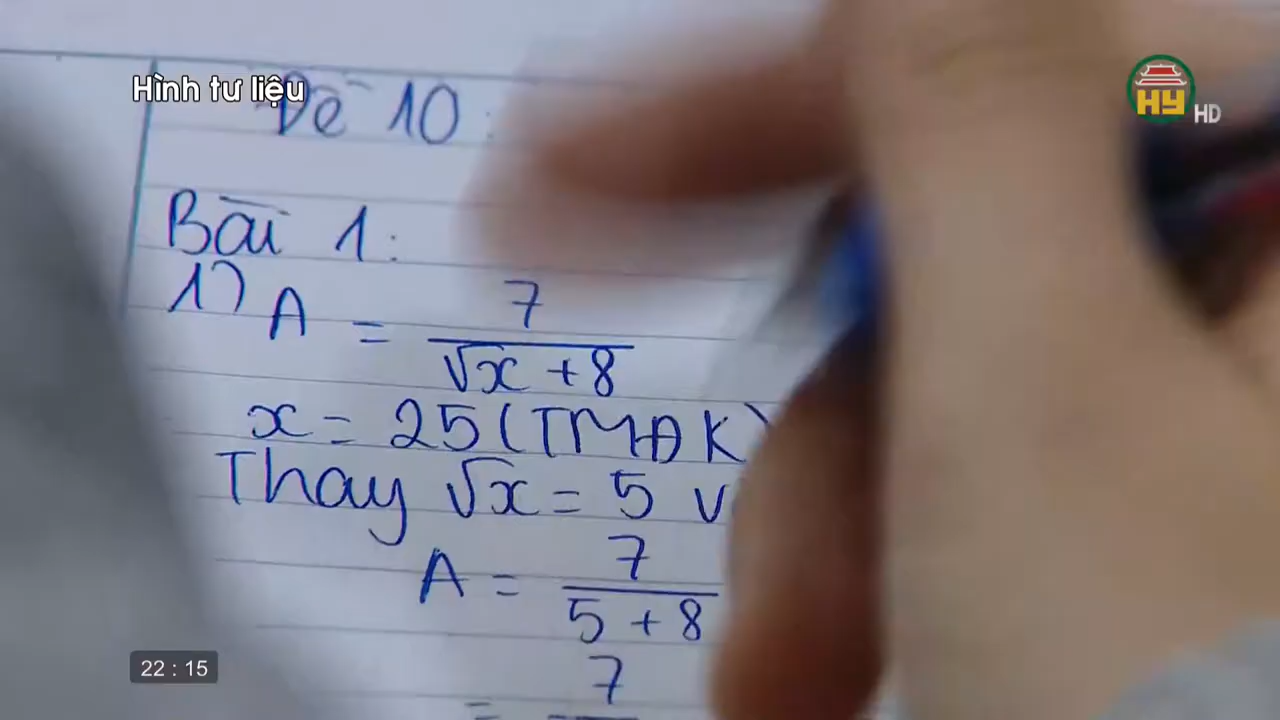 Hình tư liệu
HY HD
Đề 10:
Bài 1:
1) A = 7 / (√x + 8)
x = 25 (TMĐK)
Thay √x = 5 v
A = 7 / (5 + 8)
= 7
22 : 15